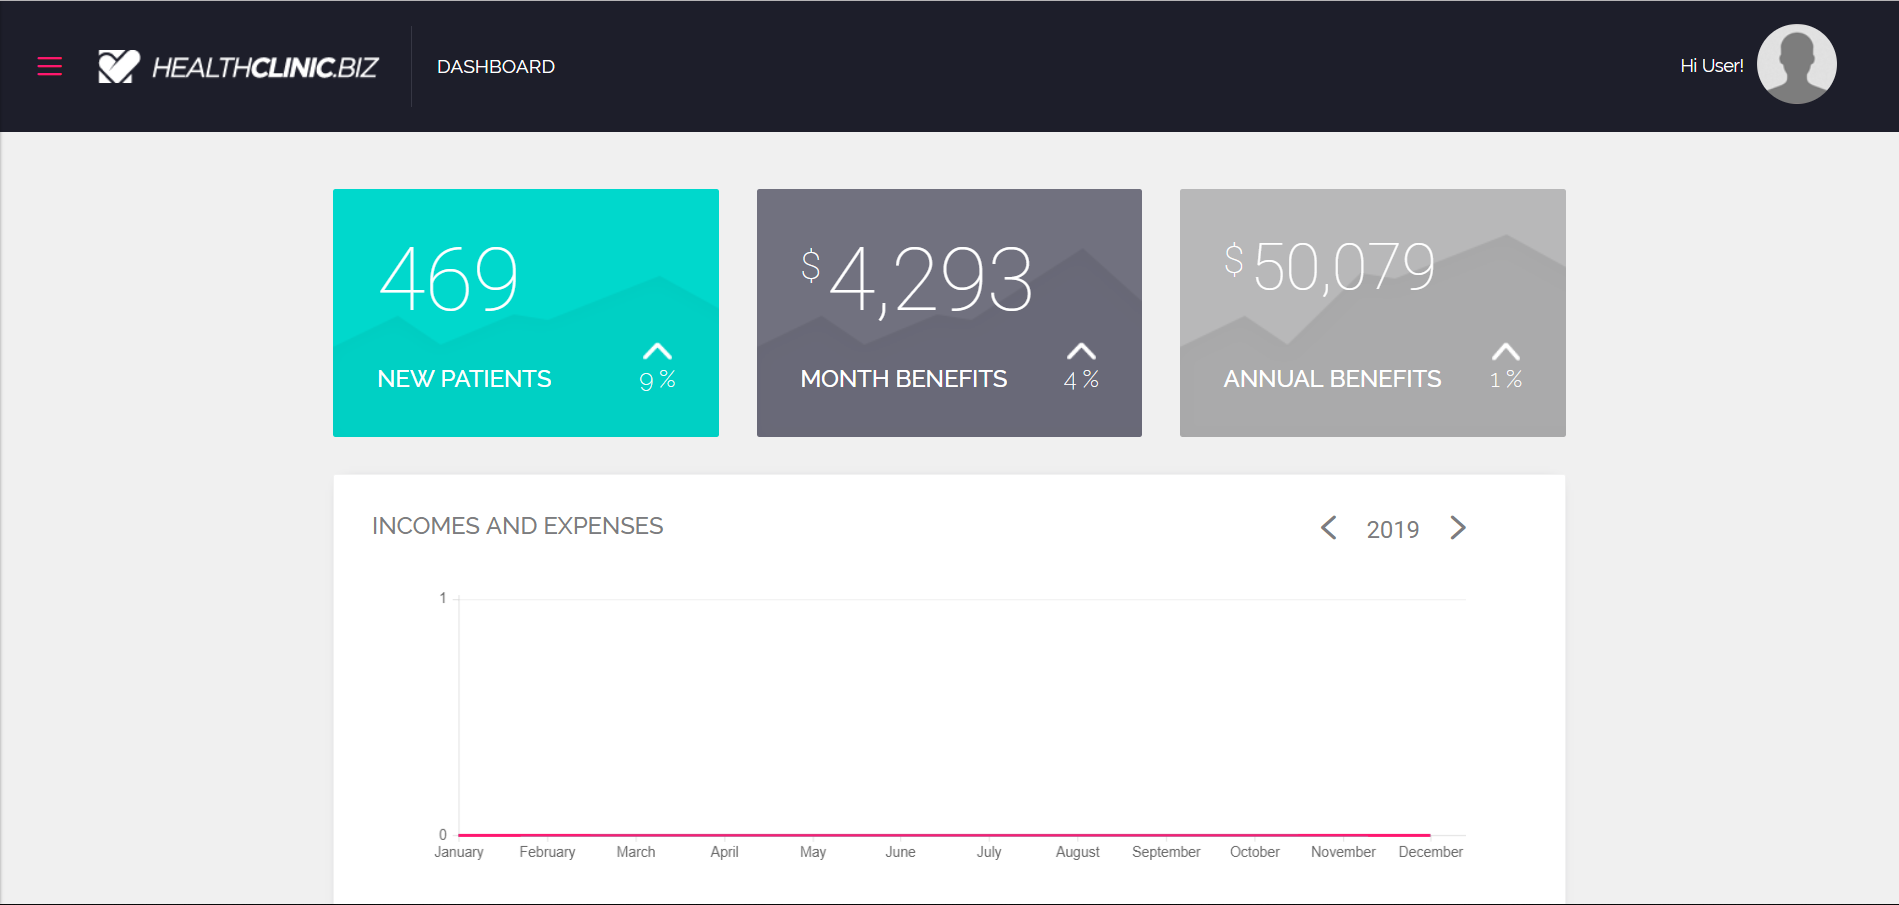 HEALTHCLINIC.BIZ
DASHBOARD
Hi User!
469
NEW PATIENTS
9 %
$4,293
MONTH BENEFITS
4 %
$50,079
ANNUAL BENEFITS
1 %
INCOMES AND EXPENSES
2019
1
0
January February March April May June July August September October November December